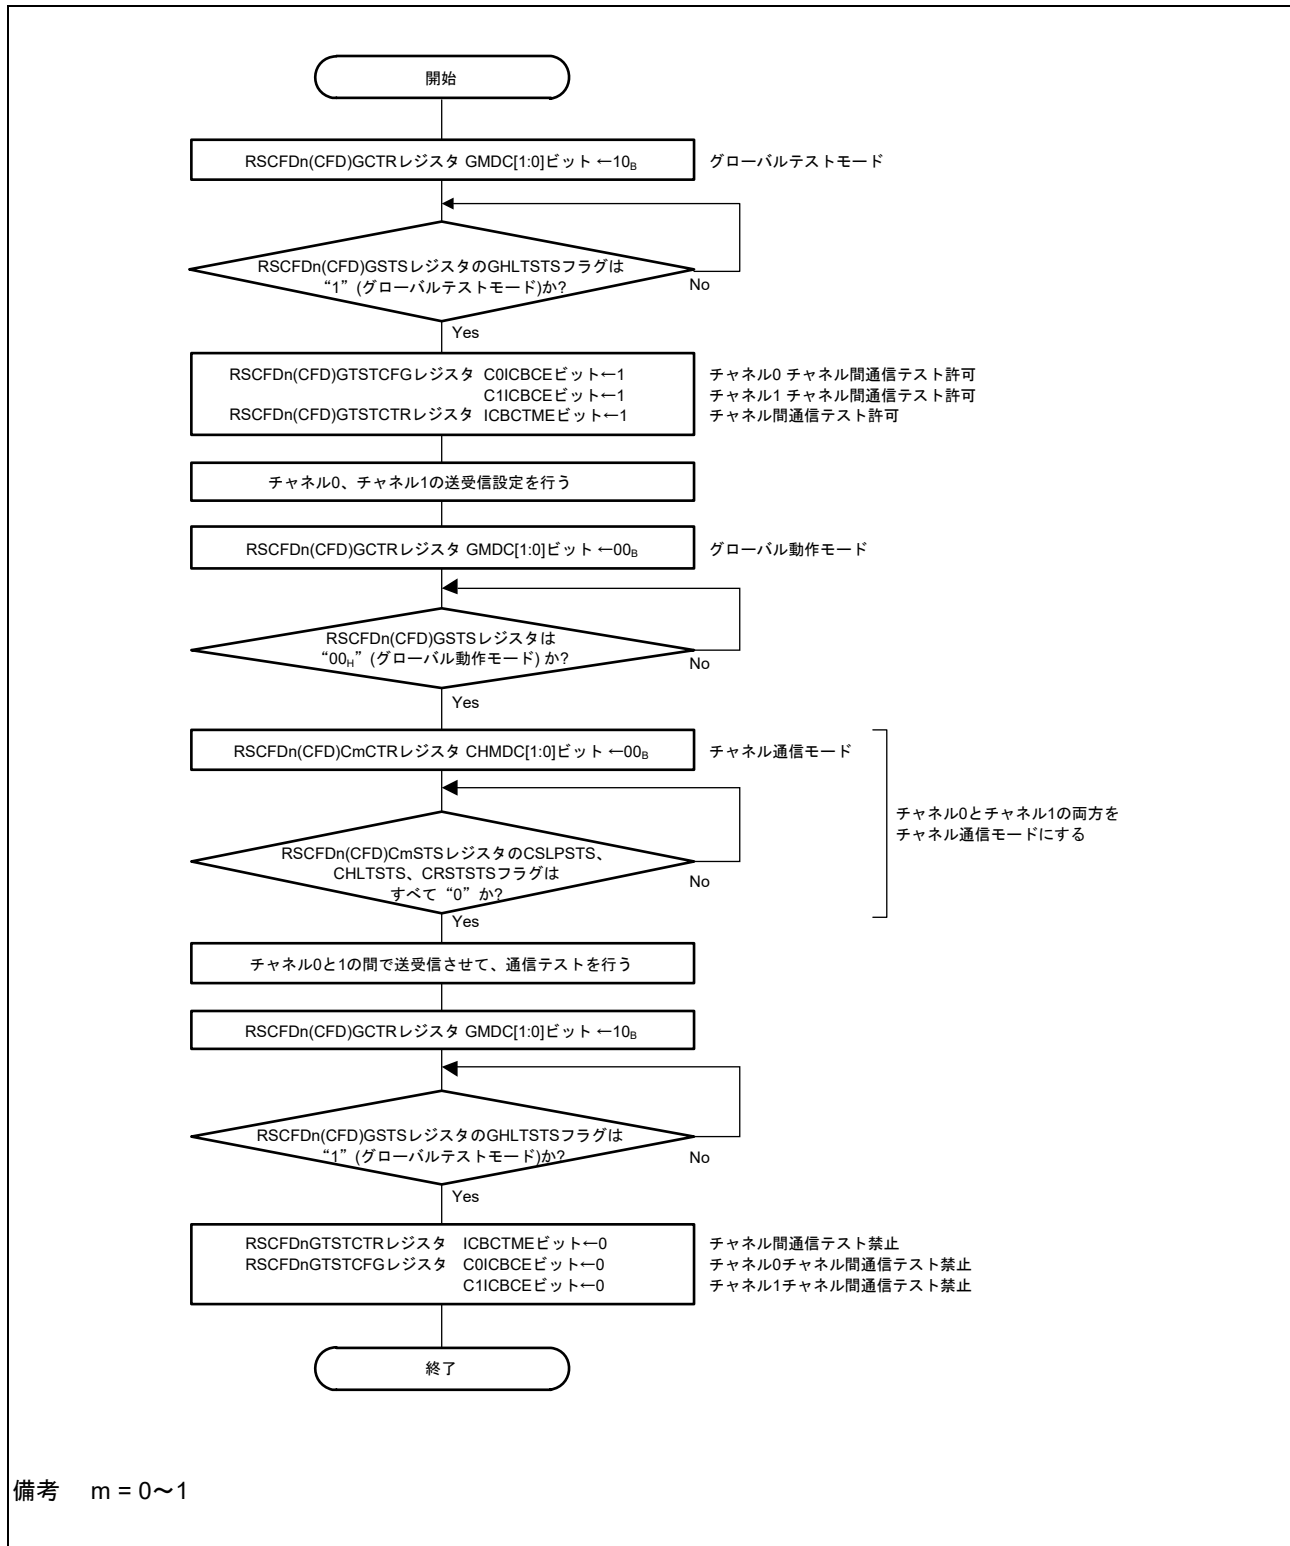 開始
RSCFDn(CFD)GCTRレジスタ GMDC[1:0]ビット ←10B グローバルテストモード
RSCFDn(CFD)GSTSレジスタのGHLTSTSフラグは
“1”(グローバルテストモード)か?
No
Yes
RSCFDn(CFD)GTSTCFGレジスタ C0ICBCEビット←1 チャネル0 チャネル間通信テスト許可
C1ICBCEビット←1 チャネル1 チャネル間通信テスト許可
RSCFDn(CFD)GTSTCTRレジスタ ICBCTMEビット←1 チャネル間通信テスト許可
チャネル0、チャネル1の送受信設定を行う
RSCFDn(CFD)GCTRレジスタ GMDC[1:0]ビット ←00B グローバル動作モード
RSCFDn(CFD)GSTSレジスタは
“00H”(グローバル動作モード) か?
No
Yes
RSCFDn(CFD)CmCTRレジスタ CHMDC[1:0]ビット ←00B チャネル通信モード
チャネル0とチャネル1の両方を
チャネル通信モードにする
RSCFDn(CFD)CmSTSレジスタのCSLPSTS、
CHLTSTS、CRSTSTSフラグは
すべて “0” か?
No
Yes
チャネル0と1の間で送受信させて、通信テストを行う
RSCFDn(CFD)GCTRレジスタ GMDC[1:0]ビット ←10B
RSCFDn(CFD)GSTSレジスタのGHLTSTSフラグは
“1”(グローバルテストモード)か?
No
Yes
RSCFDnGTSTCTRレジスタ ICBCTMEビット←0 チャネル間通信テスト禁止
RSCFDnGTSTCFGレジスタ C0ICBCEビット←0 チャネル0チャネル間通信テスト禁止
C1ICBCEビット←0 チャネル1チャネル間通信テスト禁止
終了
備考 m = 0〜1